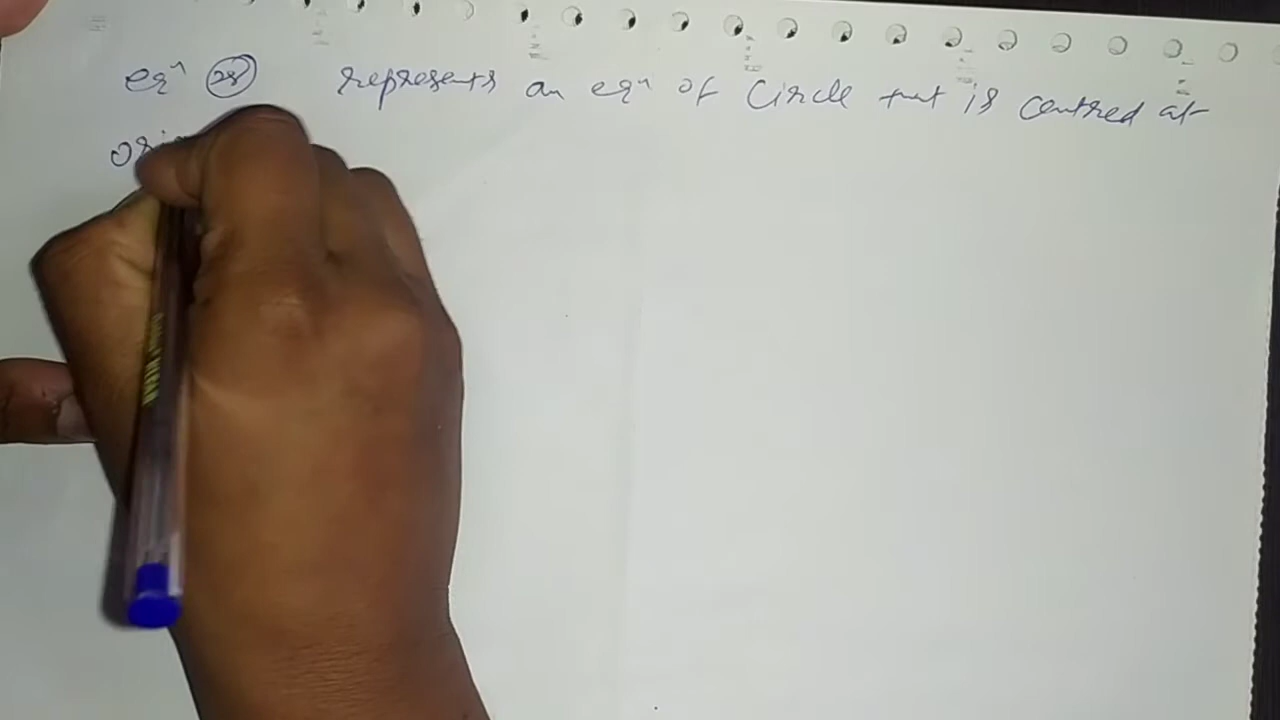 eqn 28 represents an eqn of Circle that is centred at